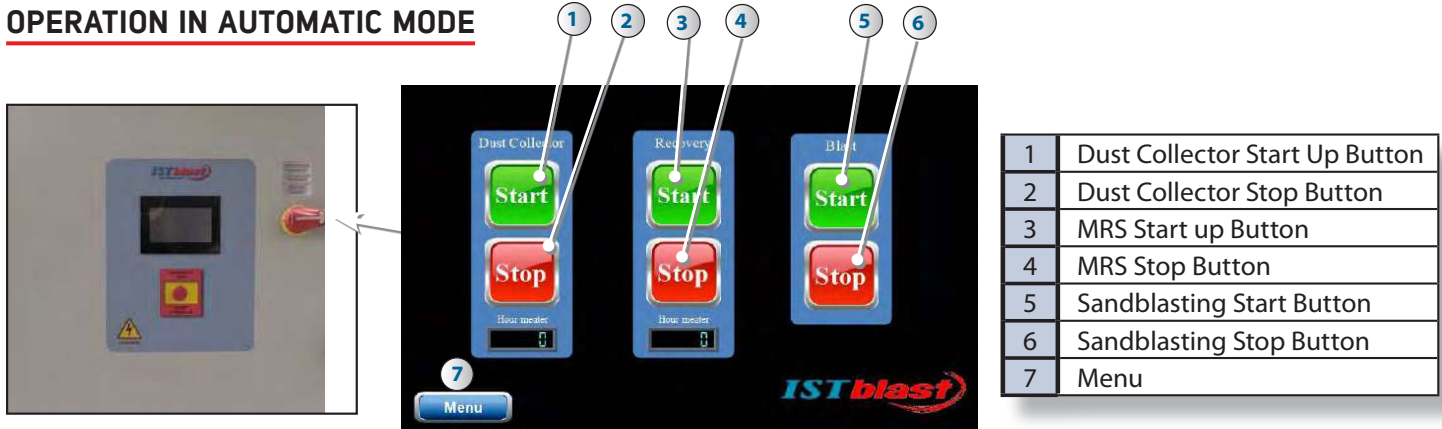 OPERATION IN AUTOMATIC MODE
1 2 3 4 5 6
ISTblast
Dust Collector
Start
Stop
Hour meater
0
Recovery
Start
Stop
Hour meater
0
Blast
Start
Stop
7
Menu
ISTblast
1 Dust Collector Start Up Button
2 Dust Collector Stop Button
3 MRS Start up Button
4 MRS Stop Button
5 Sandblasting Start Button
6 Sandblasting Stop Button
7 Menu